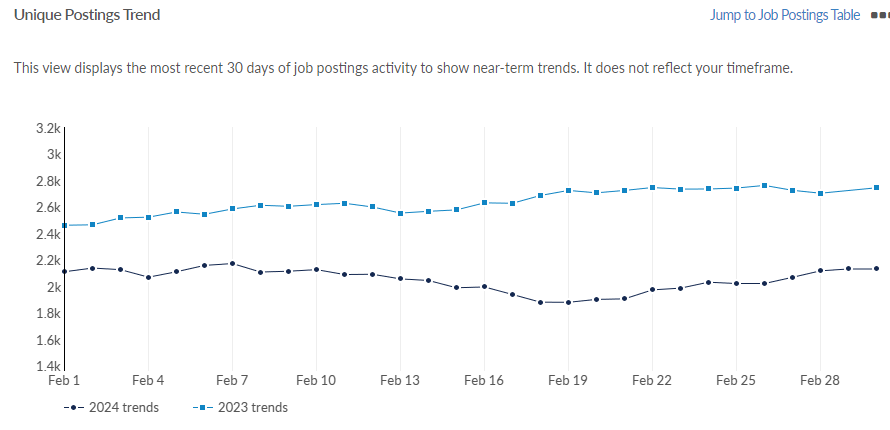 Unique Postings Trend
Jump to Job Postings Table
This view displays the most recent 30 days of job postings activity to show near-term trends. It does not reflect your timeframe.
3.2k
3k
2.8k
2.6k
2.4k
2.2k
2k
1.8k
1.6k
1.4k
Feb 1 Feb 4 Feb 7 Feb 10 Feb 13 Feb 16 Feb 19 Feb 22 Feb 25 Feb 28
2024 trends 2023 trends